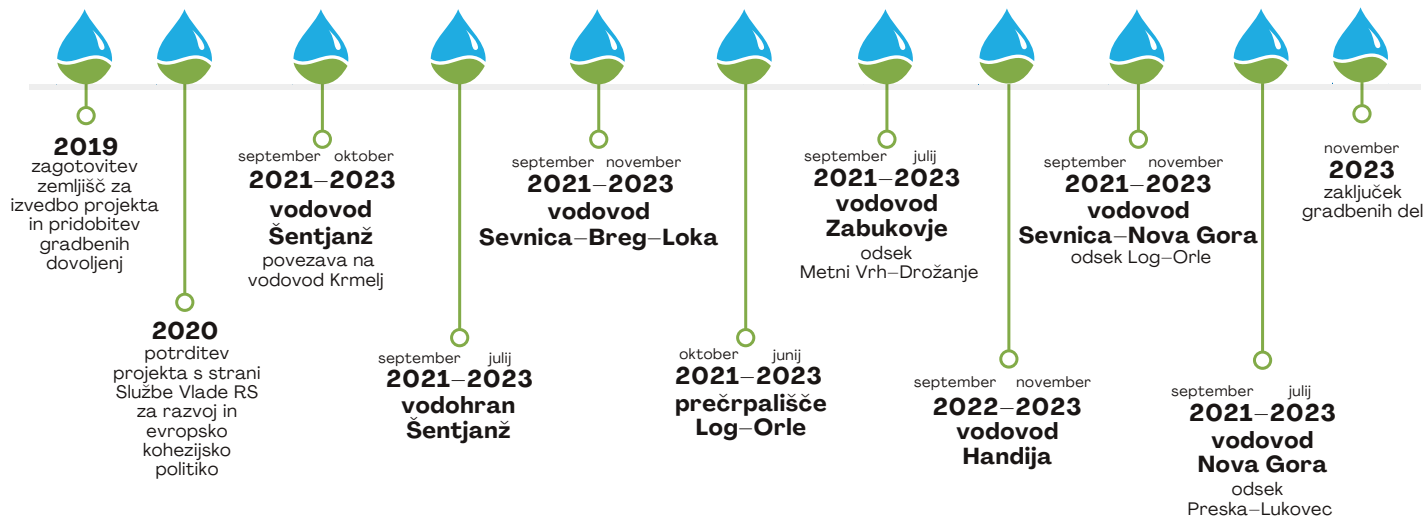 2019
zagotovitev
zemljišč za
izvedbo projekta
in pridobitev
gradbenih
dovoljenj
2020
potrditev
projekta s strani
Službe Vlade RS
za razvoj in
evropsko
kohezijsko
politiko
september oktober
2021–2023
vodovod
Šentjanž
povezava na
vodovod Krmelj
september julij
2021–2023
vodohran
Šentjanž
september november
2021–2023
vodovod
Sevnica–Breg–Loka
oktober junij
2021–2023
prečrpališče
Log–Orle
september julij
2021–2023
vodovod
Zabukovje
odsek
Metni Vrh–Drožanje
september november
2022–2023
vodovod
Handija
september november
2021–2023
vodovod
Sevnica–Nova Gora
odsek Log–Orle
september julij
2021–2023
vodovod
Nova Gora
odsek
Preska–Lukovec
november
2023
zaključek
gradbenih del